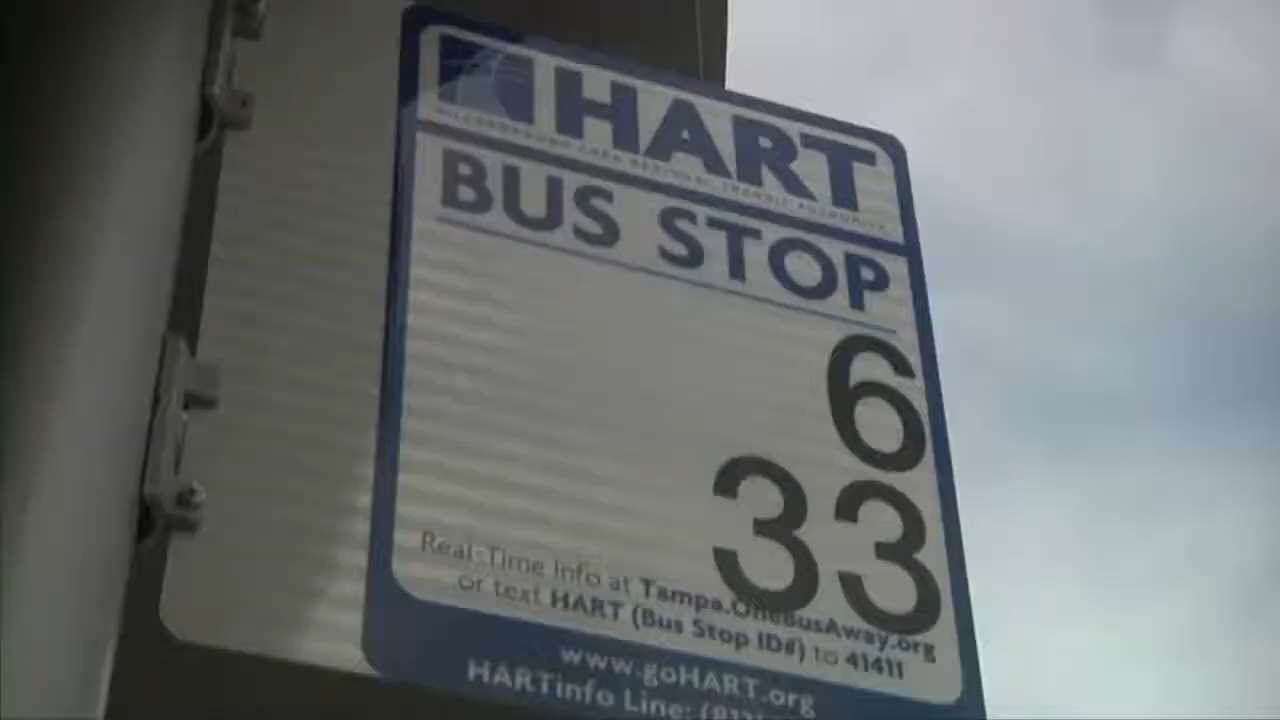 HART
HILLSBOROUGH AREA REGIONAL TRANSIT AUTHORITY
BUS STOP
6
33
Real-Time Info at Tampa.OneBusAway.org
or text HART (Bus Stop ID#) to 41411
www.goHART.org
HARTinfo Line: